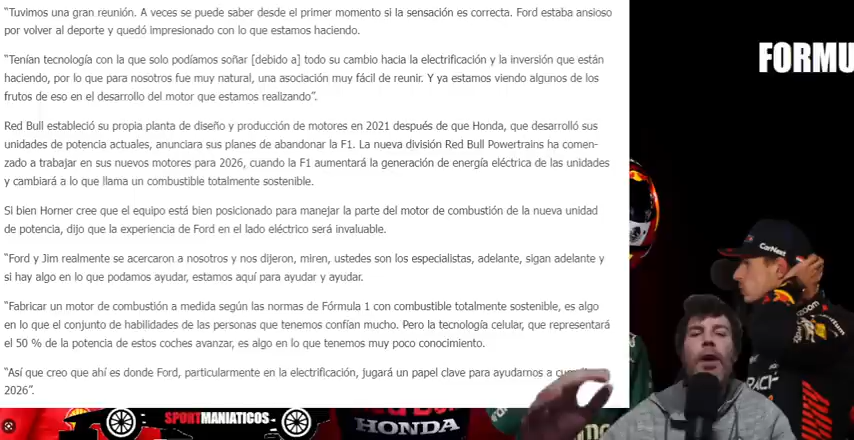 “Tuvimos una gran reunión. A veces se puede saber desde el primer momento si la sensación es correcta. Ford estaba ansioso
por volver al deporte y quedó impresionado con lo que estamos haciendo.
“Tenían tecnología con la que solo podíamos soñar [debido a] todo su cambio hacia la electrificación y la inversión que están
haciendo, por lo que para nosotros fue muy natural, una asociación muy fácil de reunir. Y ya estamos viendo algunos de los
frutos de eso en el desarrollo del motor que estamos realizando”.
Red Bull estableció su propia planta de diseño y producción de motores en 2021 después de que Honda, que desarrolló sus
unidades de potencia actuales, anunciara sus planes de abandonar la F1. La nueva división Red Bull Powertrains ha comen-
zado a trabajar en sus nuevos motores para 2026, cuando la F1 aumentará la generación de energía eléctrica de las unidades
y cambiará a lo que llama un combustible totalmente sostenible.
Si bien Horner cree que el equipo está bien posicionado para manejar la parte del motor de combustión de la nueva unidad
de potencia, dijo que la experiencia de Ford en el lado eléctrico será invaluable.
“Ford y Jim realmente se acercaron a nosotros y nos dijeron, miren, ustedes son los especialistas, adelante, sigan adelante y
si hay algo en lo que podamos ayudar, estamos aquí para ayudar y ayudar.
“Fabricar un motor de combustión a medida según las normas de Fórmula 1 con combustible totalmente sostenible, es algo
en lo que el conjunto de habilidades de las personas que tenemos confían mucho. Pero la tecnología celular, que representará
el 50 % de la potencia de estos coches avanzar, es algo en lo que tenemos muy poco conocimiento.
“Así que creo que ahí es donde Ford, particularmente en la electrificación, jugará un papel clave para ayudarnos a
2026”.
FORMU
CarNext
SPORTMANIATICOS
HONDA